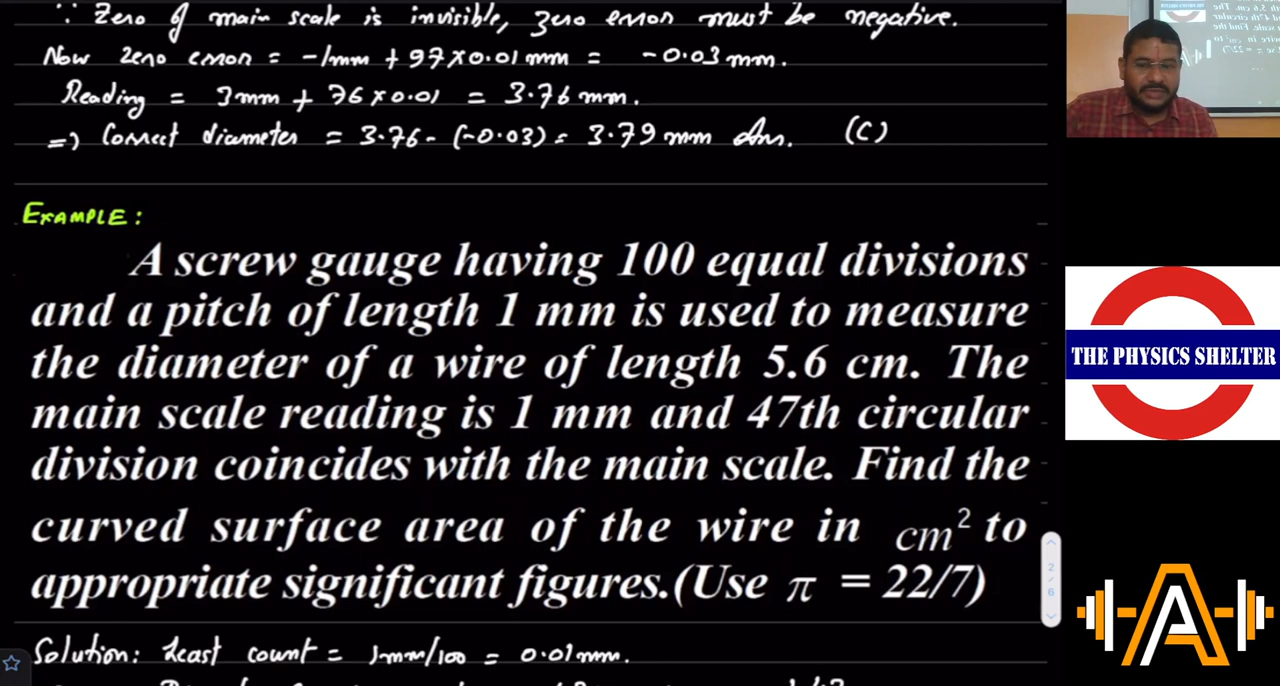 ∵ Zero of main scale is invisible, zero error must be negative.
Now zero error = -1mm + 97×0.01 mm = -0.03 mm.
Reading = 3mm + 76×0.01 = 3.76 mm.
=> Correct diameter = 3.76 - (-0.03) = 3.79 mm Ans. (C)
EXAMPLE:
A screw gauge having 100 equal divisions
and a pitch of length 1 mm is used to measure
the diameter of a wire of length 5.6 cm. The
main scale reading is 1 mm and 47th circular
division coincides with the main scale. Find the
curved surface area of the wire in cm² to
appropriate significant figures.(Use π = 22/7)
Solution: Least count = 1mm/100 = 0.01mm.
THE PHYSICS SHELTER
2/6